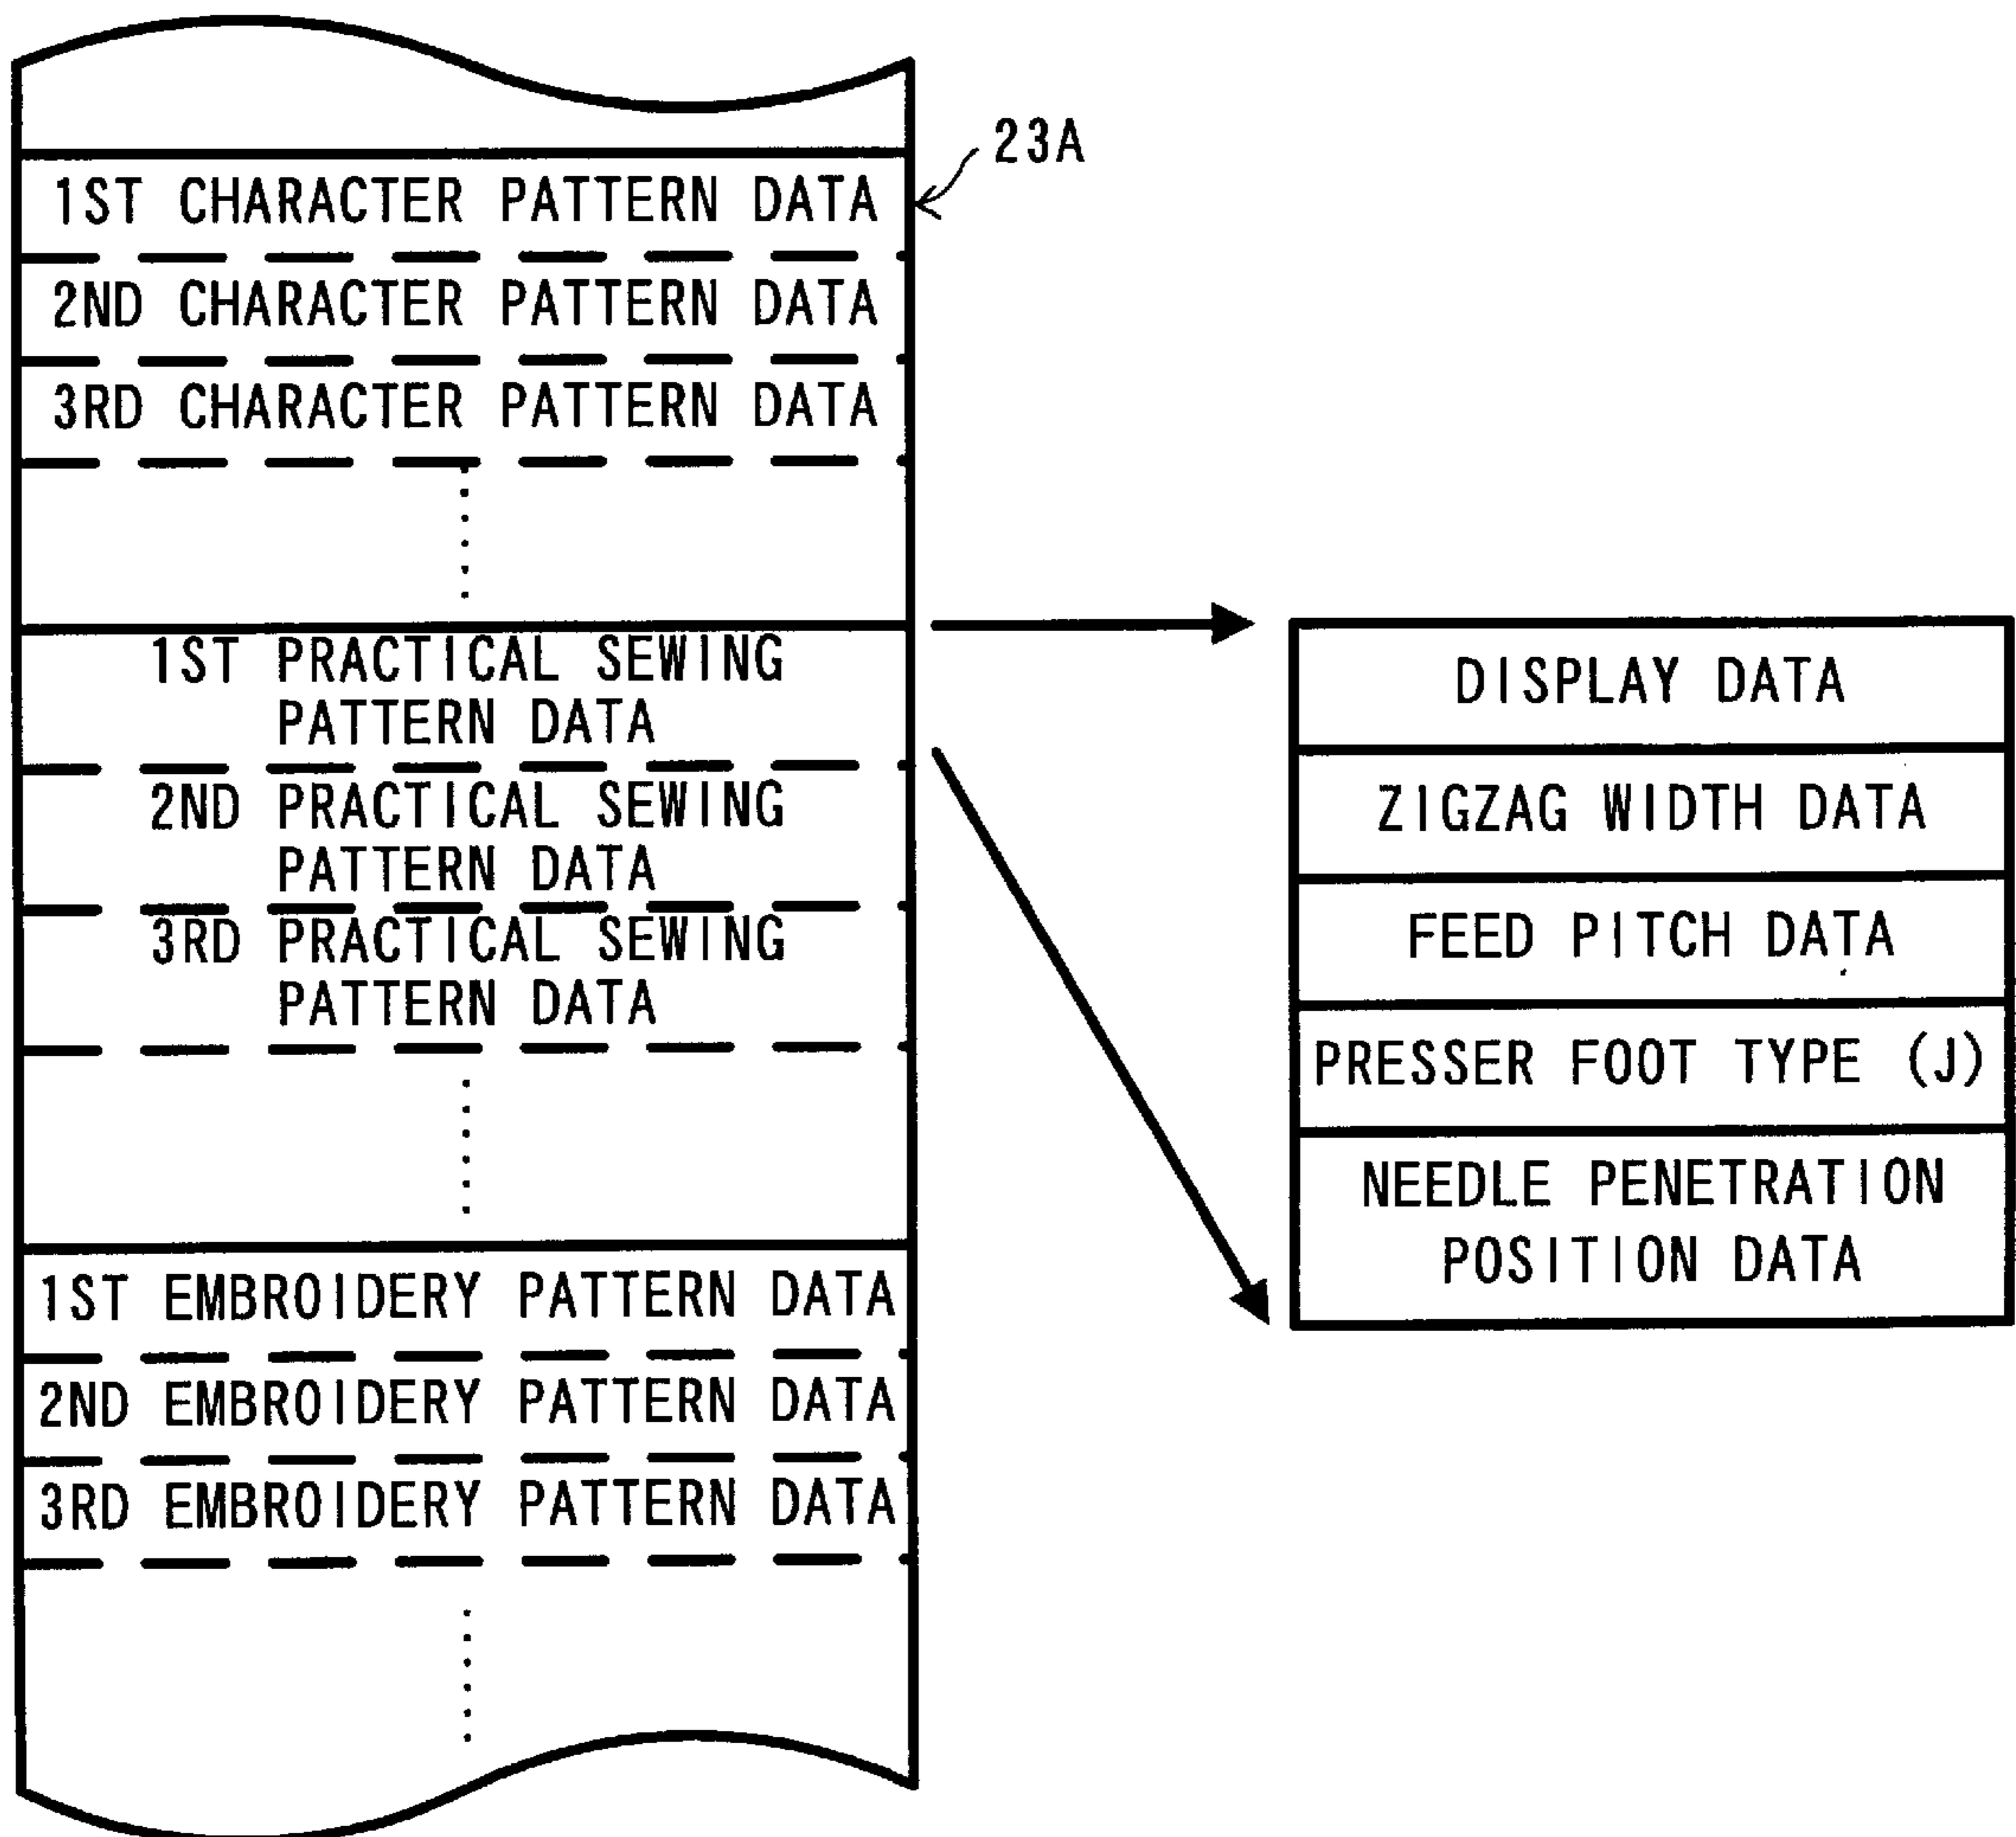 23A
1ST CHARACTER PATTERN DATA
2ND CHARACTER PATTERN DATA
3RD CHARACTER PATTERN DATA
1ST PRACTICAL SEWING
PATTERN DATA
2ND PRACTICAL SEWING
PATTERN DATA
3RD PRACTICAL SEWING
PATTERN DATA
1ST EMBROIDERY PATTERN DATA
2ND EMBROIDERY PATTERN DATA
3RD EMBROIDERY PATTERN DATA
DISPLAY DATA
ZIGZAG WIDTH DATA
FEED PITCH DATA
PRESSER FOOT TYPE (J)
NEEDLE PENETRATION
POSITION DATA